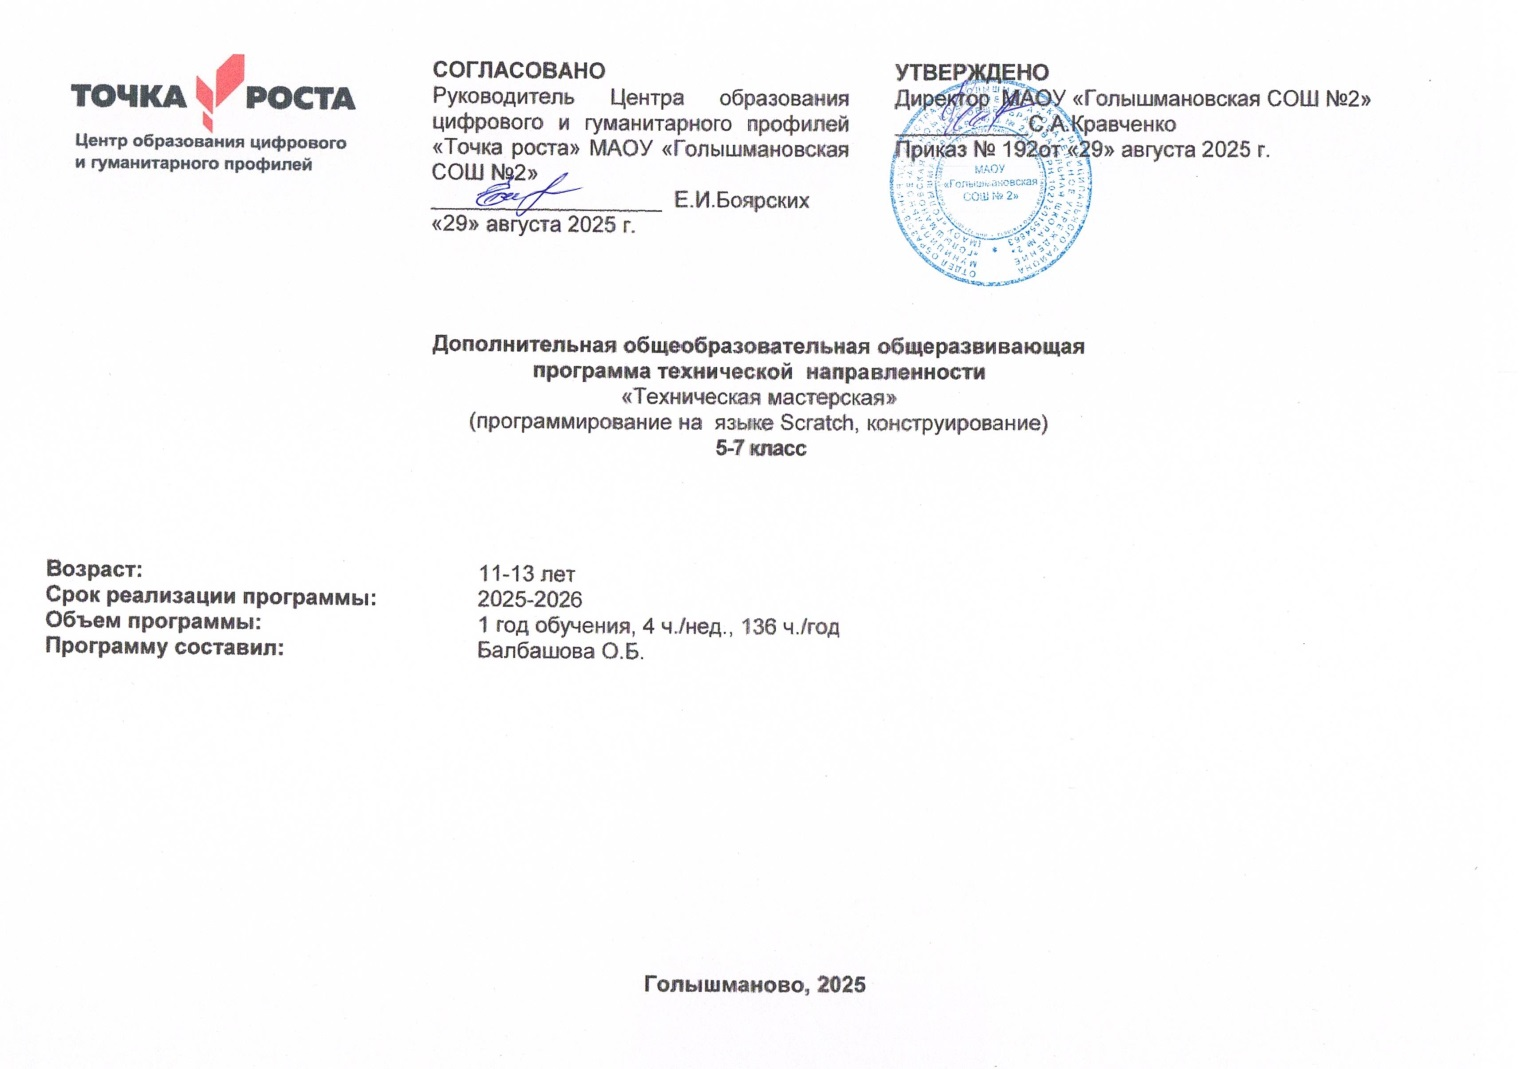 ТОЧКА РОСТА
Центр образования цифрового
и гуманитарного профилей
СОГЛАСОВАНО
Руководитель Центра образования
цифрового и гуманитарного профилей
«Точка роста» МАОУ «Голышмановская
СОШ №2»
Е.И.Боярских
«29» августа 2025 г.
УТВЕРЖДЕНО
Директор МАОУ «Голышмановская СОШ №2»
С.А.Кравченко
Приказ № 192от «29» августа 2025 г.
МАОУ
«Голышмановская
СОШ № 2»
Дополнительная общеобразовательная общеразвивающая
программа технической направленности
«Техническая мастерская»
(программирование на языке Scratch, конструирование)
5-7 класс
Возраст: 11-13 лет
Срок реализации программы: 2025-2026
Объем программы: 1 год обучения, 4 ч./нед., 136 ч./год
Программу составил: Балбашова О.Б.
Голышманово, 2025